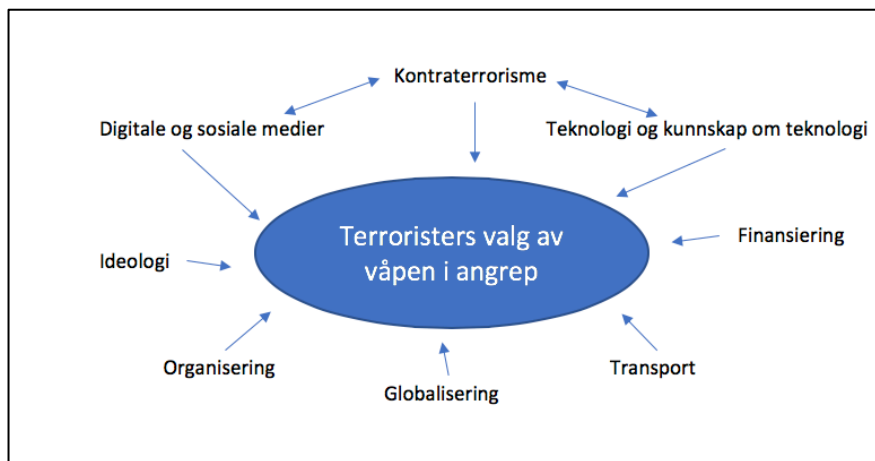 Kontraterrorisme
Digitale og sosiale medier
Teknologi og kunnskap om teknologi
Terroristers valg av
våpen i angrep
Finansiering
Ideologi
Organisering
Transport
Globalisering